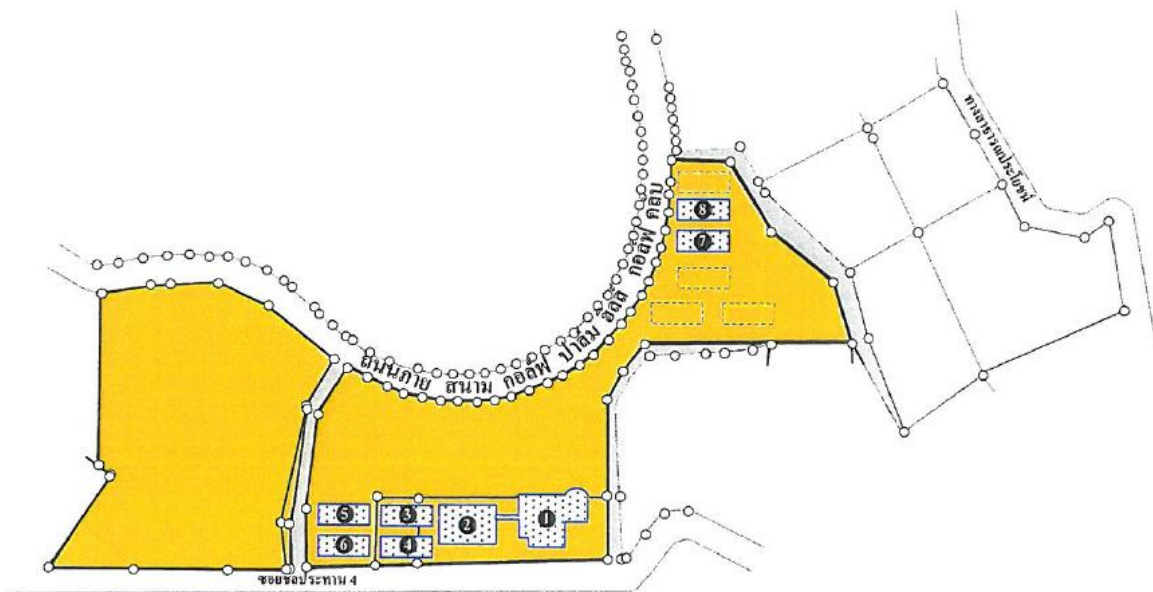 ทางสาธารณประโยชน์
ถนนภาย สนาม กอล์ฟ ปาล์ม ฮิลล์ กอล์ฟ คลับ
8
7
5
3
2
1
6
4
ซอยชลประทาน 4